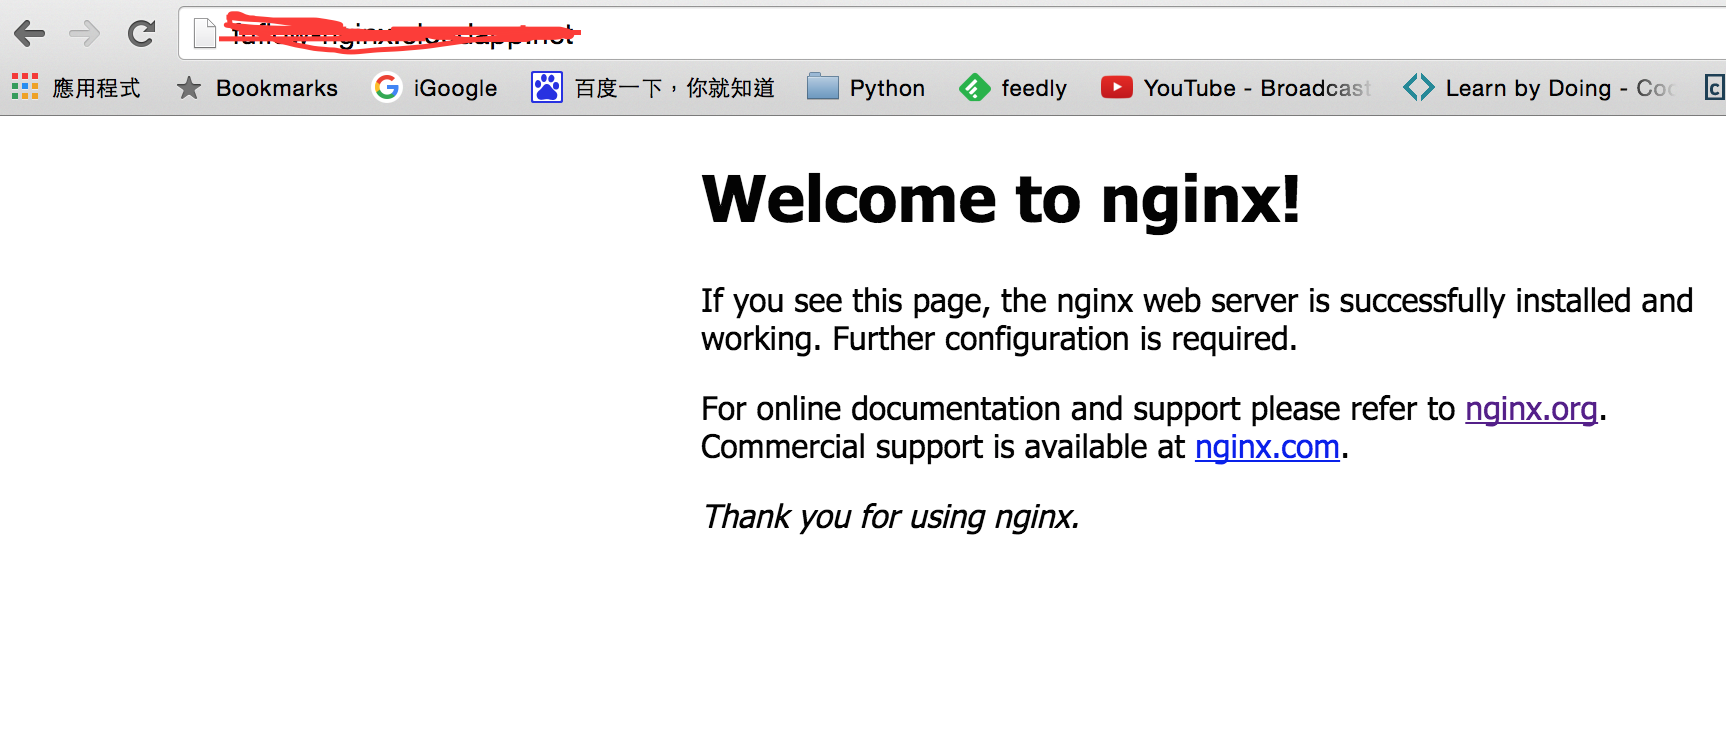 應用程式
Bookmarks
iGoogle
百度一下，你就知道
Python
feedly
YouTube - Broadcast
Learn by Doing -
Welcome to nginx!
If you see this page, the nginx web server is successfully installed and
working. Further configuration is required.
For online documentation and support please refer to nginx.org.
Commercial support is available at nginx.com.
Thank you for using nginx.